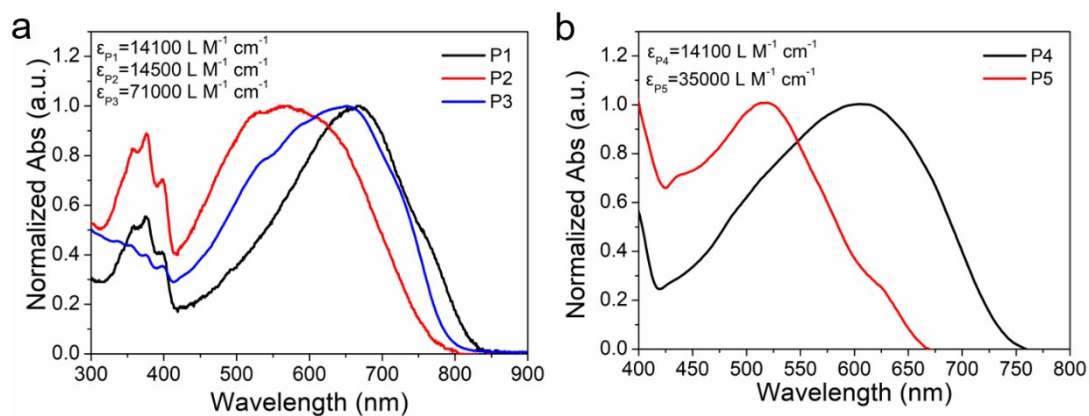 a
ε_P1=14100 L M⁻¹ cm⁻¹
ε_P2=14500 L M⁻¹ cm⁻¹
ε_P3=71000 L M⁻¹ cm⁻¹
P1
P2
P3
1.2
1.0
0.8
0.6
0.4
0.2
0.0
Normalized Abs (a.u.)
300 400 500 600 700 800 900
Wavelength (nm)
b
ε_P4=14100 L M⁻¹ cm⁻¹
ε_P5=35000 L M⁻¹ cm⁻¹
P4
P5
1.2
1.0
0.8
0.6
0.4
0.2
0.0
Normalized Abs (a.u.)
400 450 500 550 600 650 700 750 800
Wavelength (nm)